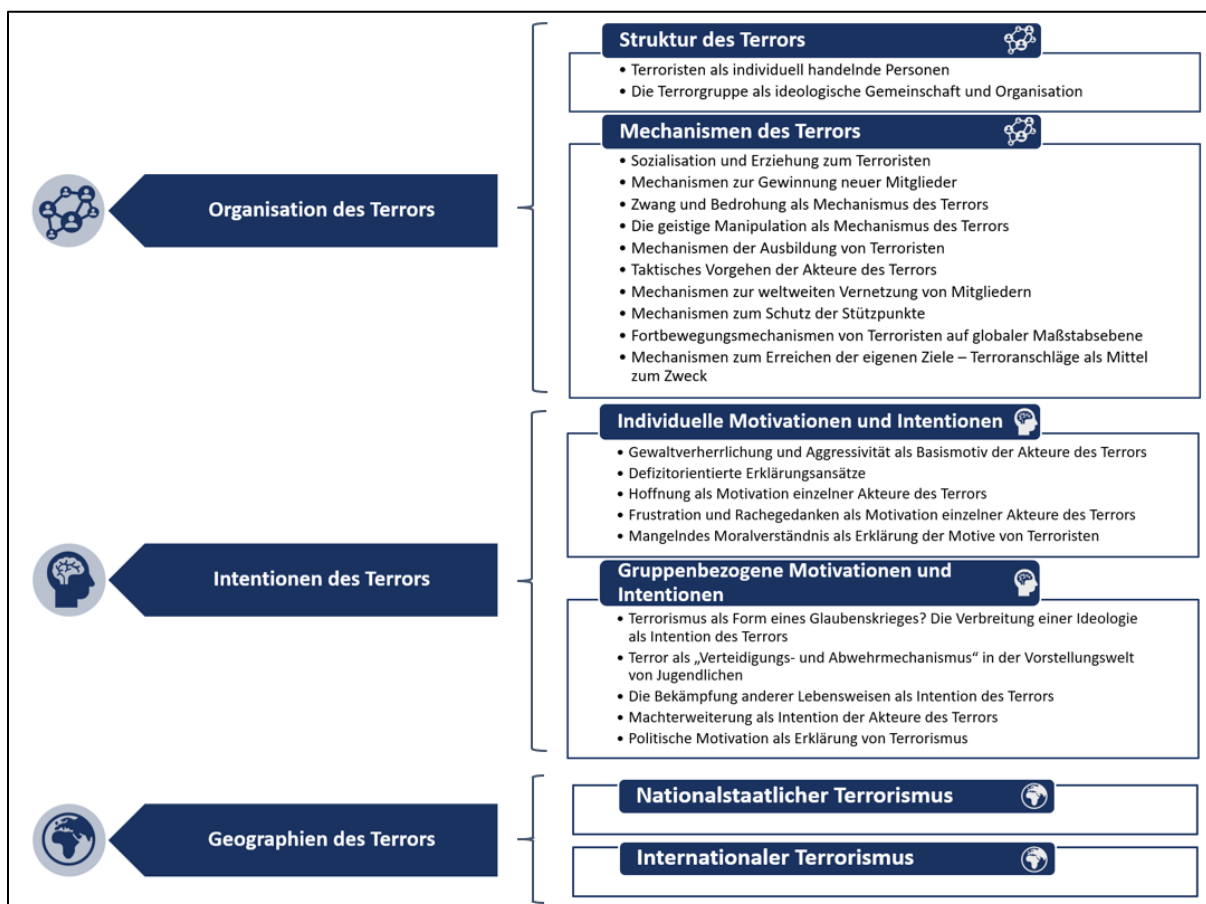 Organisation des Terrors
Struktur des Terrors
• Terroristen als individuell handelnde Personen
• Die Terrorgruppe als ideologische Gemeinschaft und Organisation
Mechanismen des Terrors
• Sozialisation und Erziehung zum Terroristen
• Mechanismen zur Gewinnung neuer Mitglieder
• Zwang und Bedrohung als Mechanismus des Terrors
• Die geistige Manipulation als Mechanismus des Terrors
• Mechanismen der Ausbildung von Terroristen
• Taktisches Vorgehen der Akteure des Terrors
• Mechanismen zur weltweiten Vernetzung von Mitgliedern
• Mechanismen zum Schutz der Stützpunkte
• Fortbewegungsmechanismen von Terroristen auf globaler Maßstabsebene
• Mechanismen zum Erreichen der eigenen Ziele – Terroranschläge als Mittel
zum Zweck
Intentionen des Terrors
Individuelle Motivationen und Intentionen
• Gewaltverherrlichung und Aggressivität als Basismotiv der Akteure des Terrors
• Defizitorientierte Erklärungsansätze
• Hoffnung als Motivation einzelner Akteure des Terrors
• Frustration und Rachegedanken als Motivation einzelner Akteure des Terrors
• Mangelndes Moralverständnis als Erklärung der Motive von Terroristen
Gruppenbezogene Motivationen und
Intentionen
• Terrorismus als Form eines Glaubenskrieges? Die Verbreitung einer Ideologie
als Intention des Terrors
• Terror als „Verteidigungs- und Abwehrmechanismus“ in der Vorstellungswelt
von Jugendlichen
• Die Bekämpfung anderer Lebensweisen als Intention des Terrors
• Machterweiterung als Intention der Akteure des Terrors
• Politische Motivation als Erklärung von Terrorismus
Geographien des Terrors
Nationalstaatlicher Terrorismus
Internationaler Terrorismus